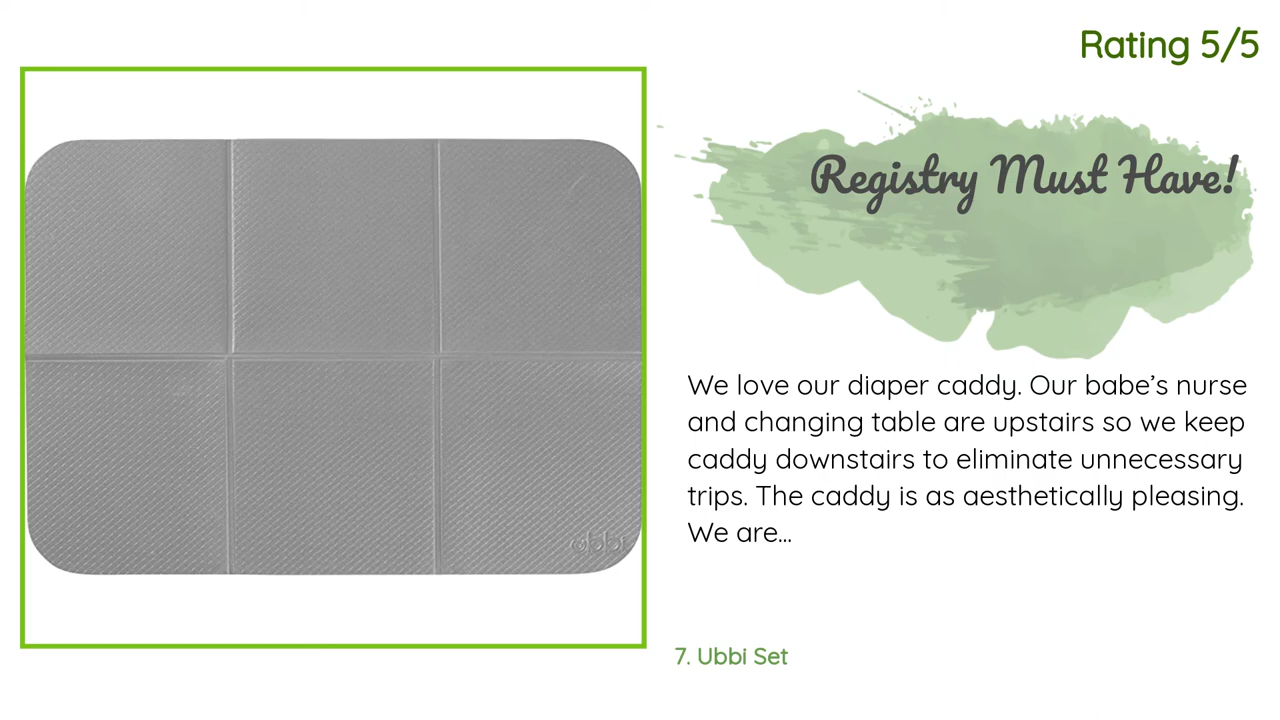 Rating 5/5
Registry Must Have!
We love our diaper caddy. Our babe’s nurse
and changing table are upstairs so we keep
caddy downstairs to eliminate unnecessary
trips. The caddy is as aesthetically pleasing.
We are...
ubbi
7. Ubbi Set